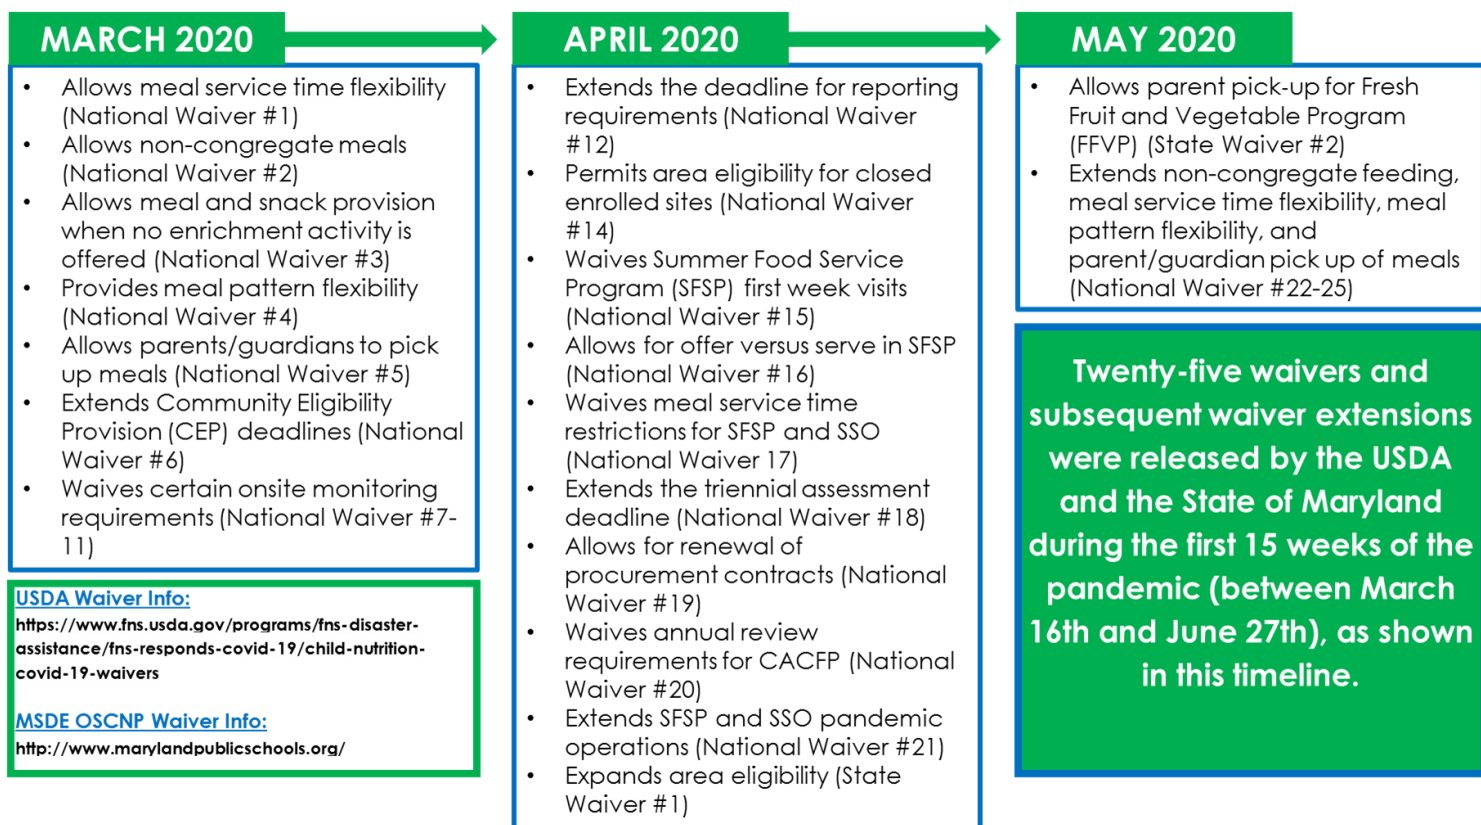 MARCH 2020
• Allows meal service time flexibility
(National Waiver #1)
• Allows non-congregate meals
(National Waiver #2)
• Allows meal and snack provision
when no enrichment activity is
offered (National Waiver #3)
• Provides meal pattern flexibility
(National Waiver #4)
• Allows parents/guardians to pick
up meals (National Waiver #5)
• Extends Community Eligibility
Provision (CEP) deadlines (National
Waiver #6)
• Waives certain onsite monitoring
requirements (National Waiver #7-
11)
USDA Waiver Info:
https://www.fns.usda.gov/programs/fns-disaster-
assistance/fns-responds-covid-19/child-nutrition-
covid-19-waivers
MSDE OSCNP Waiver Info:
http://www.marylandpublicschools.org/
APRIL 2020
• Extends the deadline for reporting
requirements (National Waiver
#12)
• Permits area eligibility for closed
enrolled sites (National Waiver
#14)
• Waives Summer Food Service
Program (SFSP) first week visits
(National Waiver #15)
• Allows for offer versus serve in SFSP
(National Waiver #16)
• Waives meal service time
restrictions for SFSP and SSO
(National Waiver 17)
• Extends the triennial assessment
deadline (National Waiver #18)
• Allows for renewal of
procurement contracts (National
Waiver #19)
• Waives annual review
requirements for CACFP (National
Waiver #20)
• Extends SFSP and SSO pandemic
operations (National Waiver #21)
• Expands area eligibility (State
Waiver #1)
MAY 2020
• Allows parent pick-up for Fresh
Fruit and Vegetable Program
(FFVP) (State Waiver #2)
• Extends non-congregate feeding,
meal service time flexibility, meal
pattern flexibility, and
parent/guardian pick up of meals
(National Waiver #22-25)
Twenty-five waivers and
subsequent waiver extensions
were released by the USDA
and the State of Maryland
during the first 15 weeks of the
pandemic (between March
16th and June 27th), as shown
in this timeline.